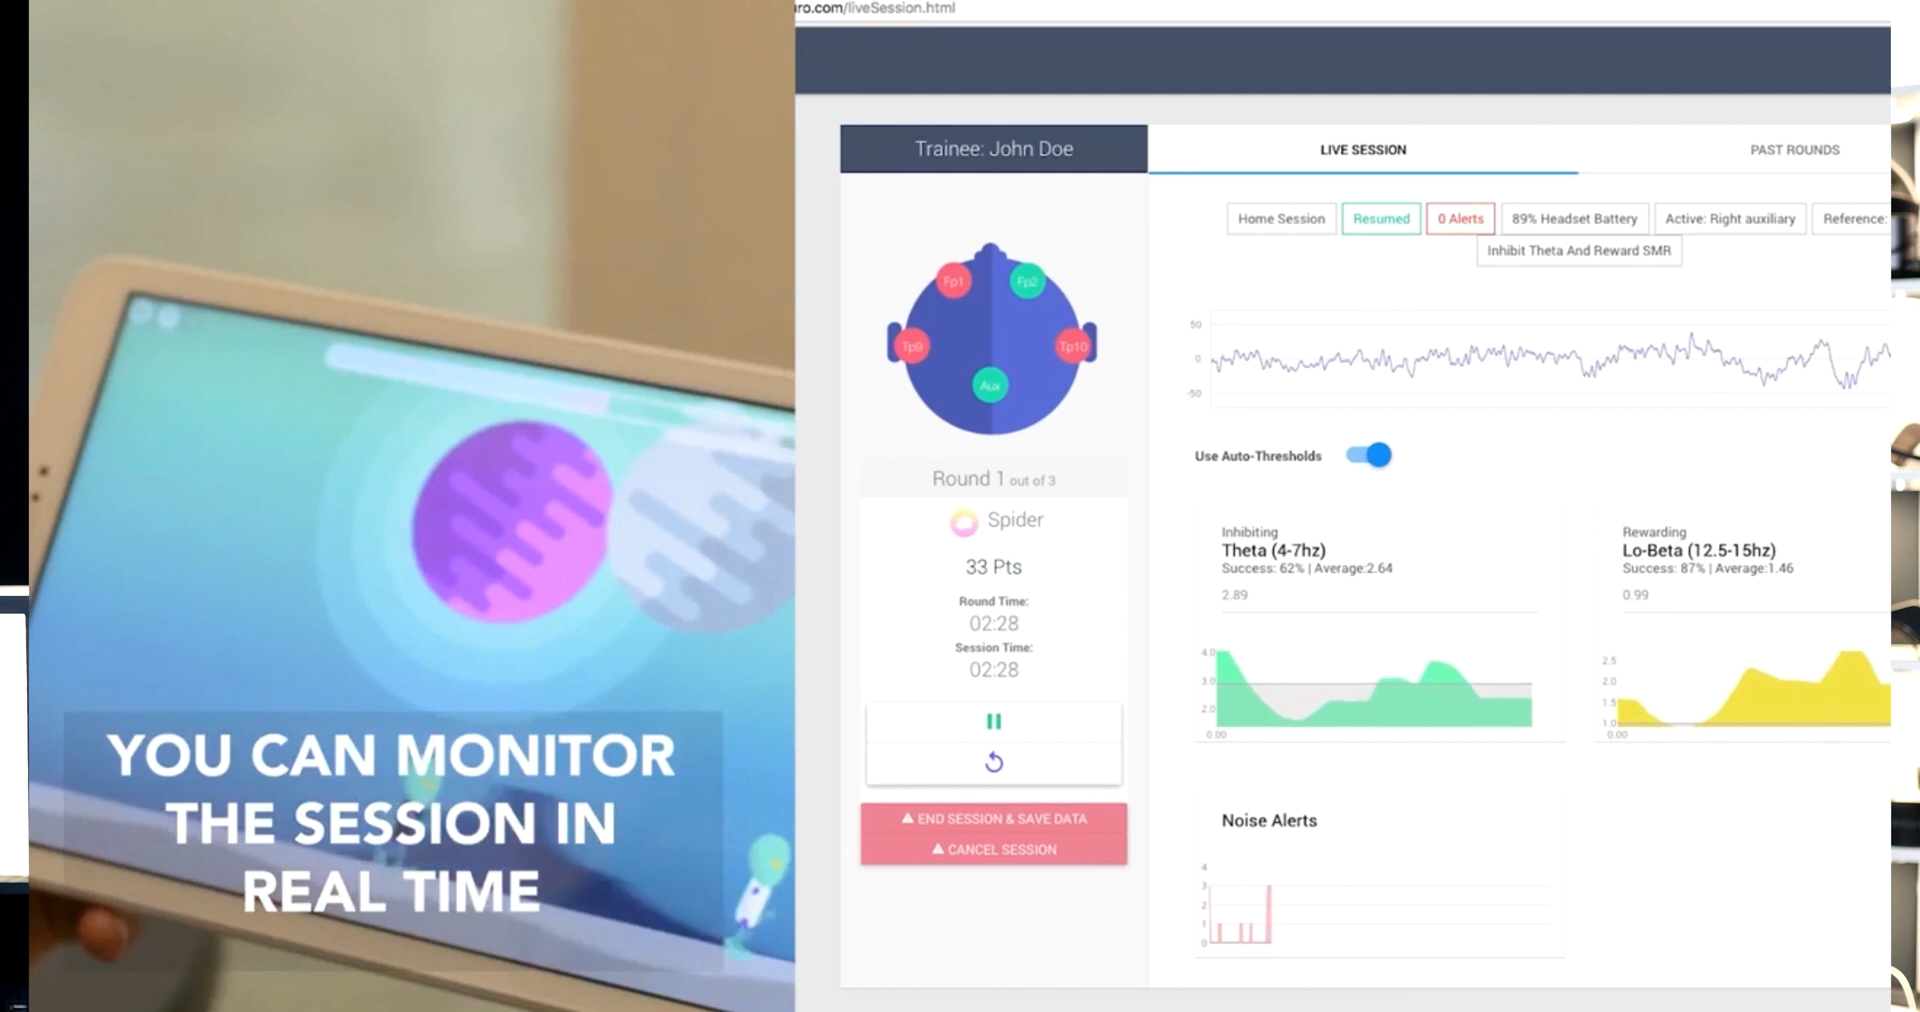 ro.com/liveSession.html
YOU CAN MONITOR
THE SESSION IN
REAL TIME
Trainee: John Doe
Fp1
Fp2
Tp9
Tp10
Aux
Round 1 out of 3
Spider
33 Pts
Round Time:
02:28
Session Time:
02:28
END SESSION & SAVE DATA
CANCEL SESSION
LIVE SESSION
PAST ROUNDS
Home Session
Resumed
0 Alerts
89% Headset Battery
Active: Right auxiliary
Reference:
Inhibit Theta And Reward SMR
50
0
-50
Use Auto-Thresholds
Inhibiting
Theta (4-7hz)
Success: 62% | Average:2.64
2.89
4.0
3.0
2.0
0.00
Rewarding
Lo-Beta (12.5-15hz)
Success: 87% | Average:1.46
0.99
2.5
2.0
1.5
1.0
0.00
Noise Alerts
4
3
2
1
0